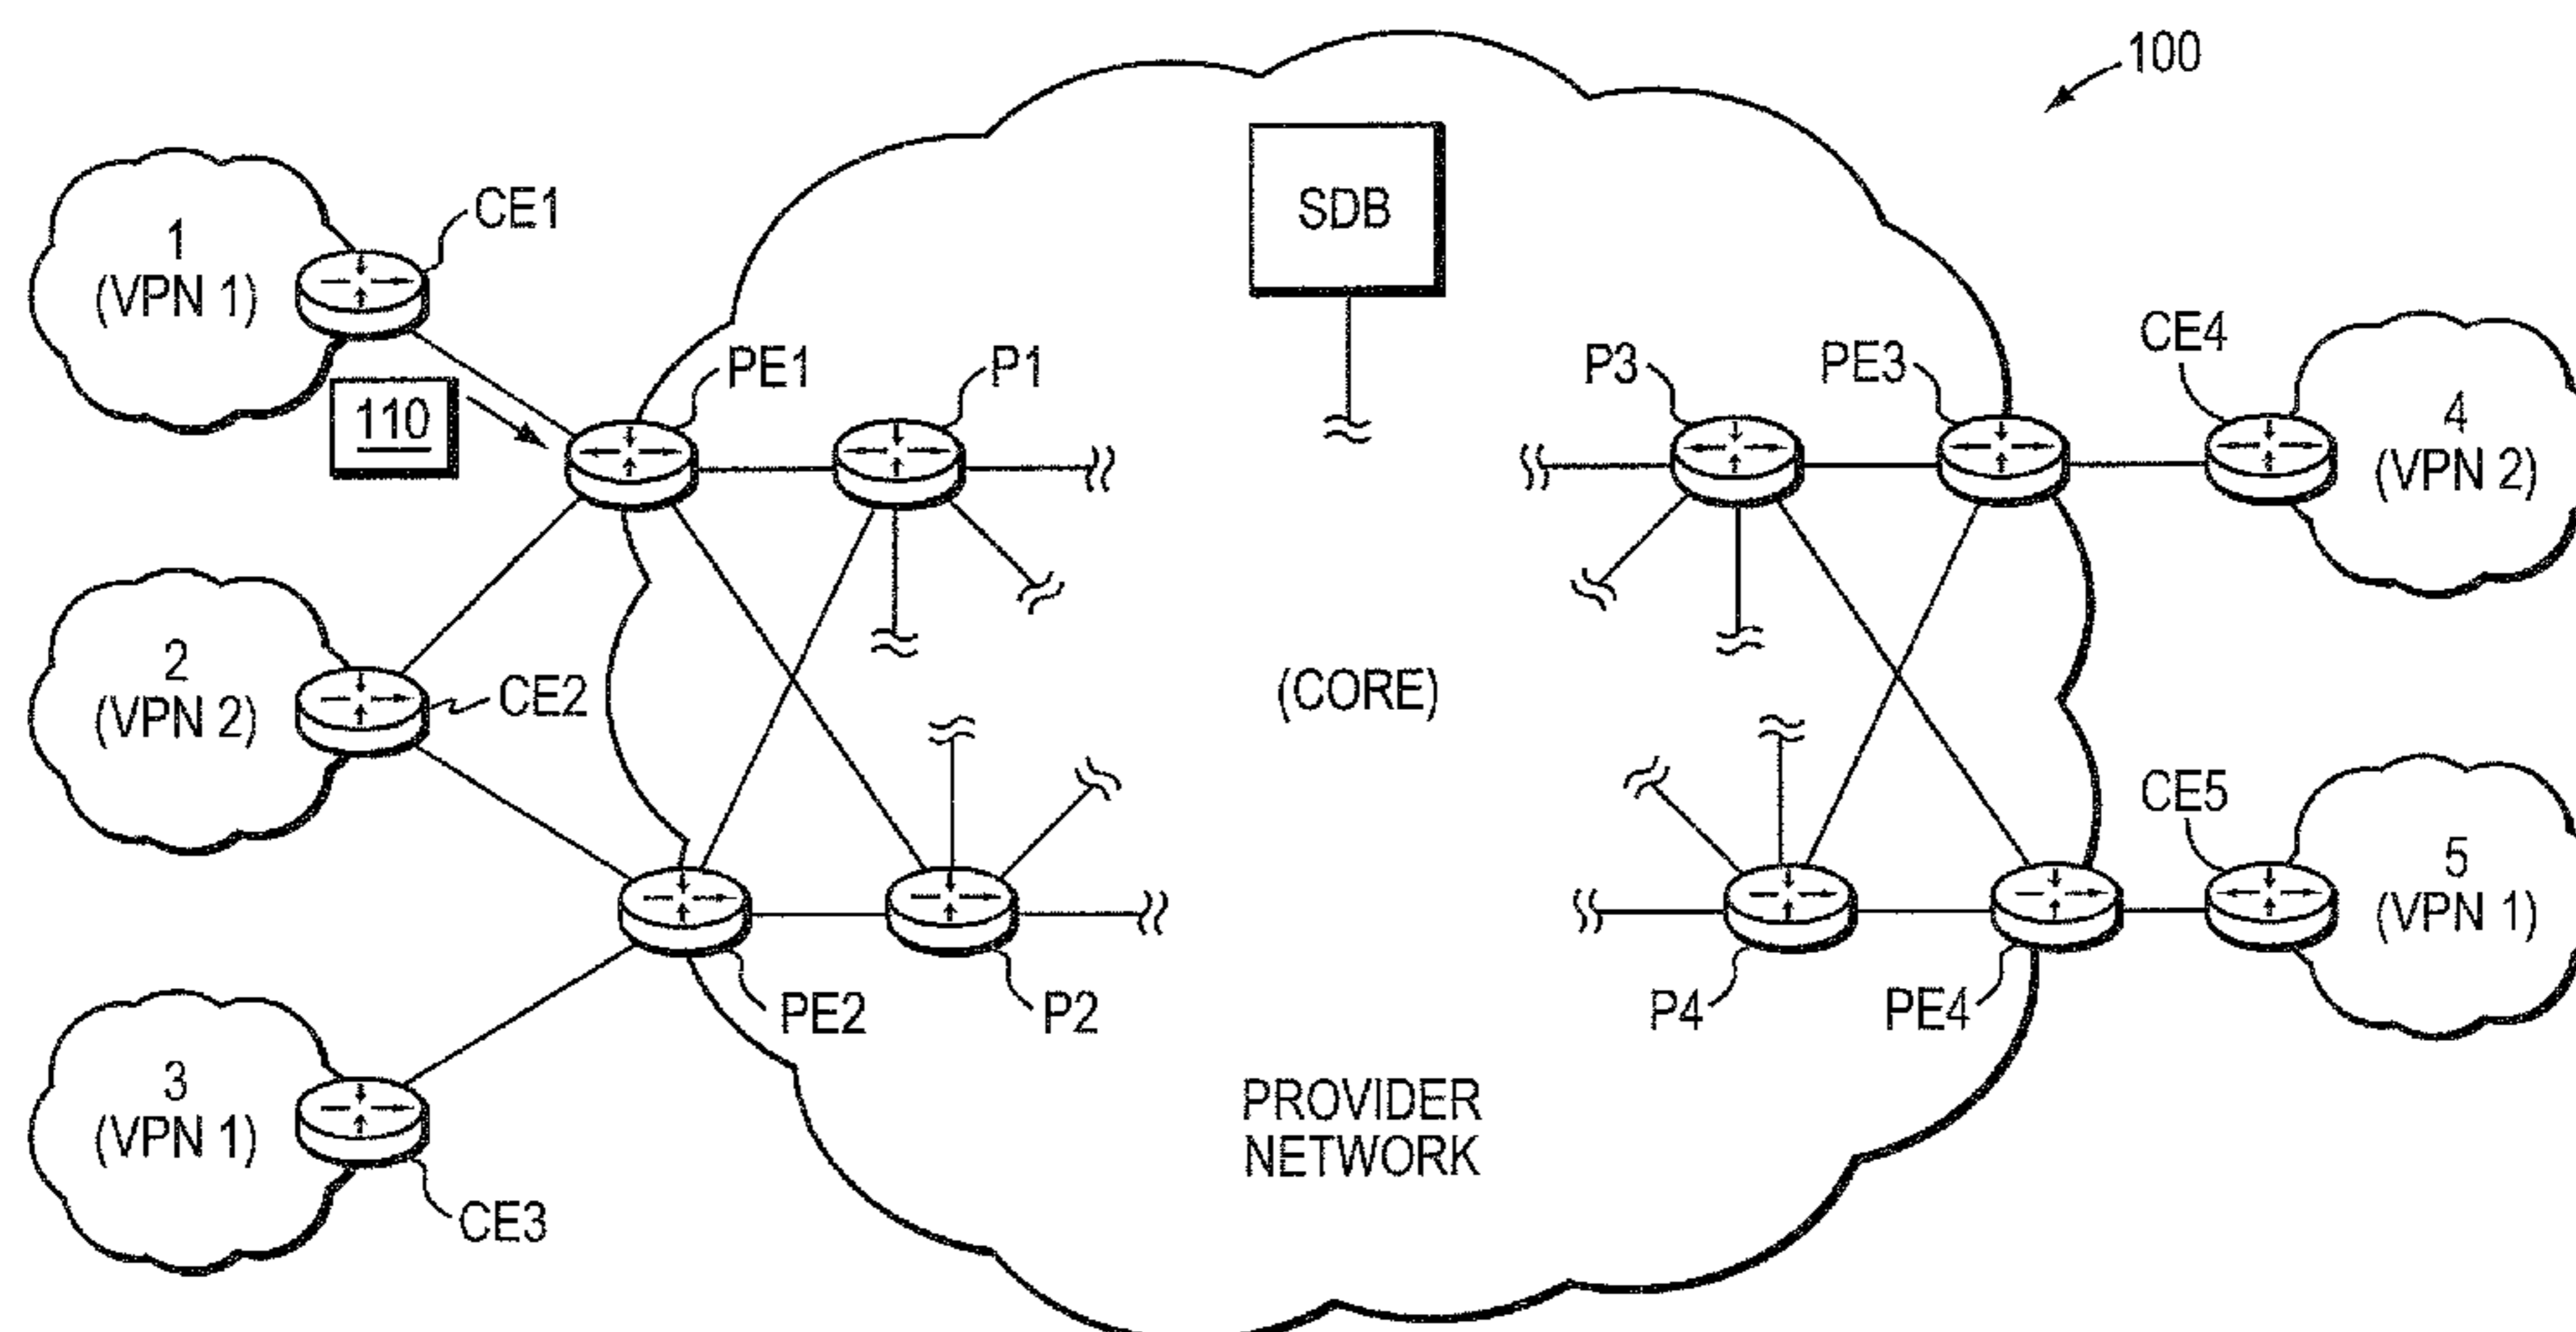 100
SDB
1
(VPN 1)
CE1
110
PE1
P1
P3
PE3
CE4
4
(VPN 2)
2
(VPN 2)
CE2
(CORE)
CE5
5
(VPN 1)
PE2
P2
P4
PE4
3
(VPN 1)
CE3
PROVIDER
NETWORK